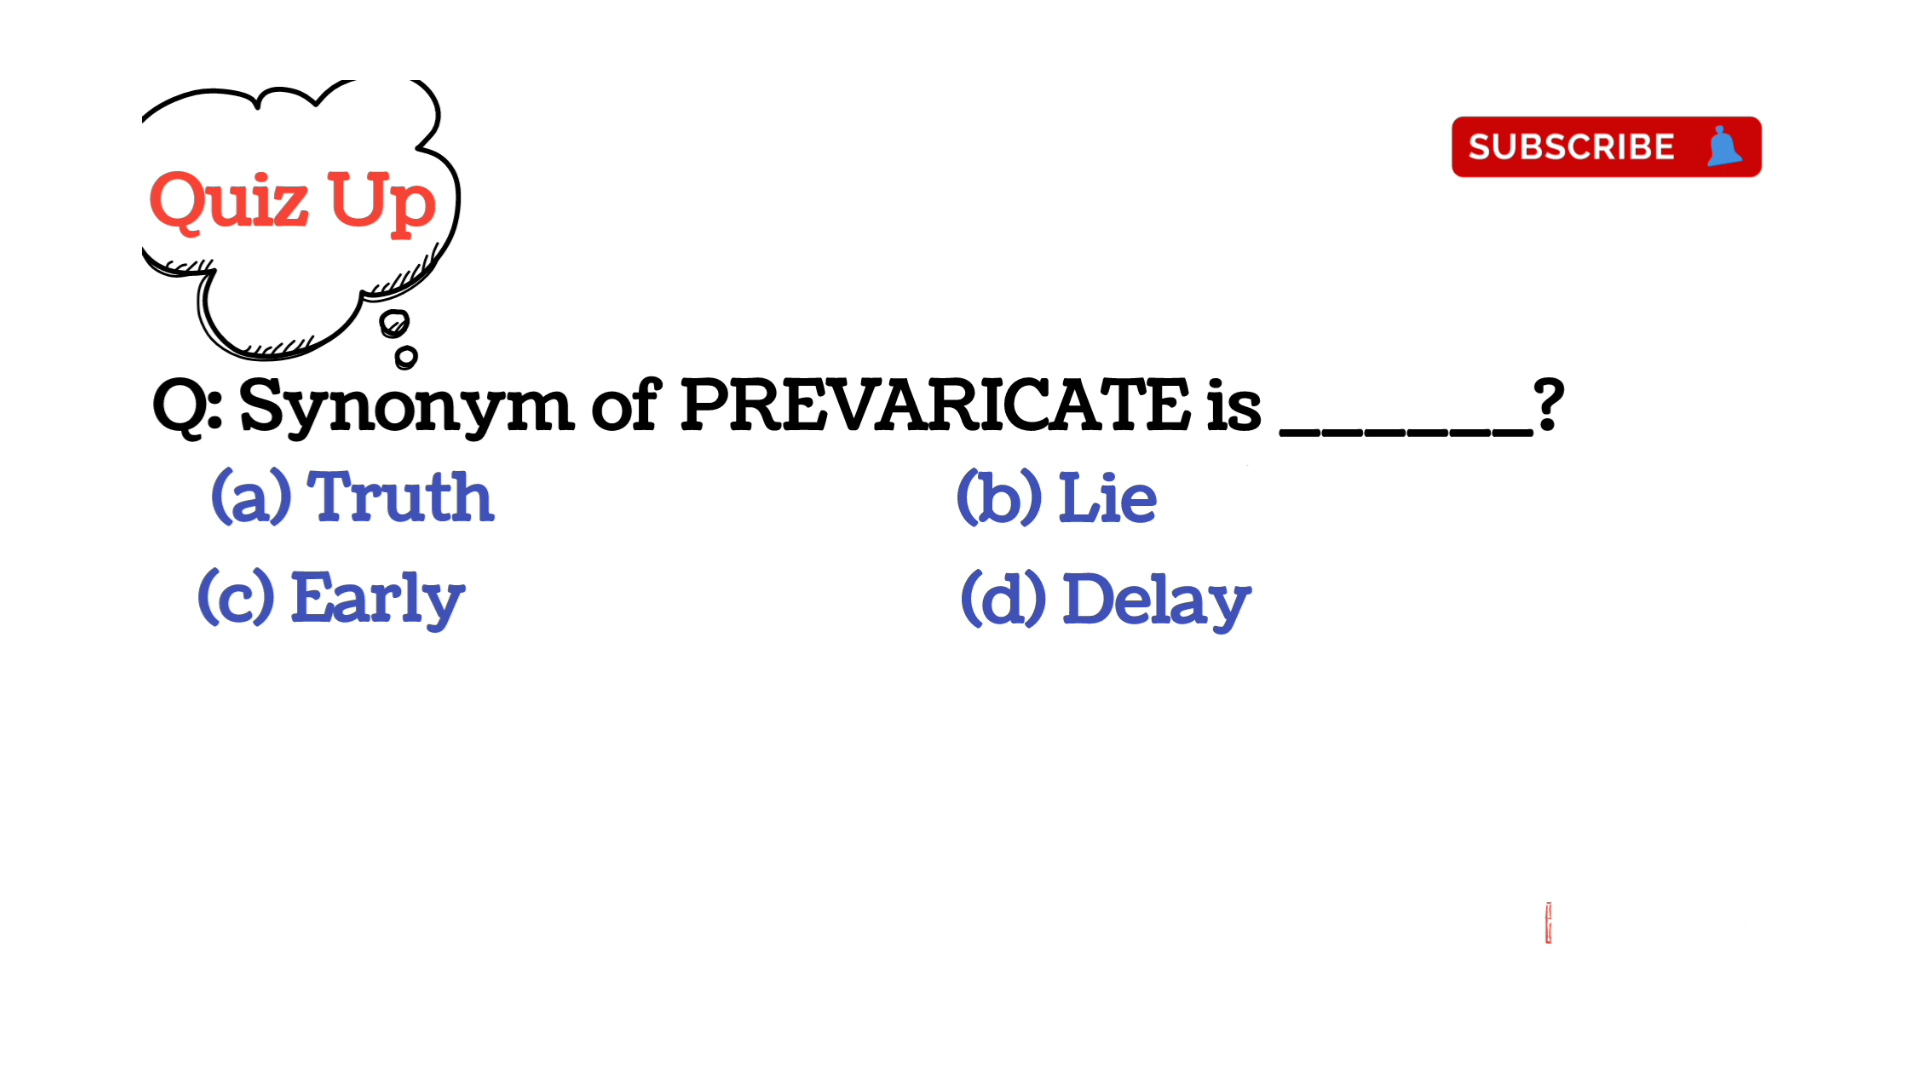 Quiz Up
SUBSCRIBE
Q: Synonym of PREVARICATE is ______?
(a) Truth
(b) Lie
(c) Early
(d) Delay